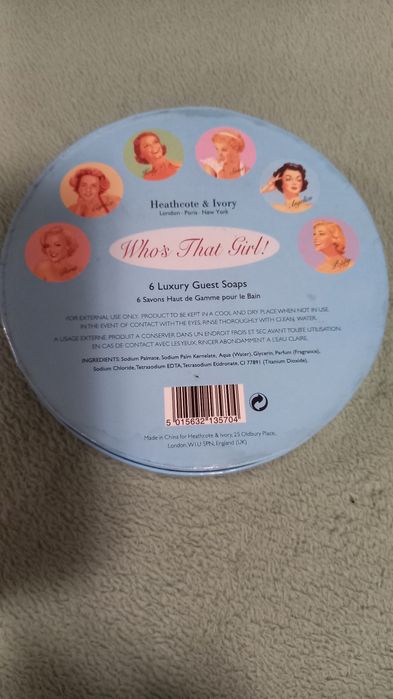 Heathcote & Ivory
London · Paris · New York
Who's That Girl!
6 Luxury Guest Soaps
6 Savons Haut de Gamme pour le Bain
FOR EXTERNAL USE ONLY. PRODUCT TO BE KEPT IN A COOL AND DRY PLACE WHEN NOT IN USE.
IN THE EVENT OF CONTACT WITH THE EYES, RINSE THOROUGHLY WITH CLEAN, WATER.
A USAGE EXTERNE. PRODUIT A CONSERVER DANS UN ENDROIT FROIS ET SEC AVANT TOUTE UTILISATION.
EN CAS DE CONTACT AVEC LES YEUX, RINCER ABONDAMMENT A L'EAU CLAIRE.
INGREDIENTS: Sodium Palmate, Sodium Palm Kernelate, Aqua (Water), Glycerin, Parfum (Fragrance),
Sodium Chloride, Tetrasodium EDTA, Tetrasodium Etidronate, CI 77891 (Titanium Dioxide),
5 015632 135704
Made in China for Heathcote & Ivory, 25 Oldbury Place,
London, W1U 5PN, England (UK)